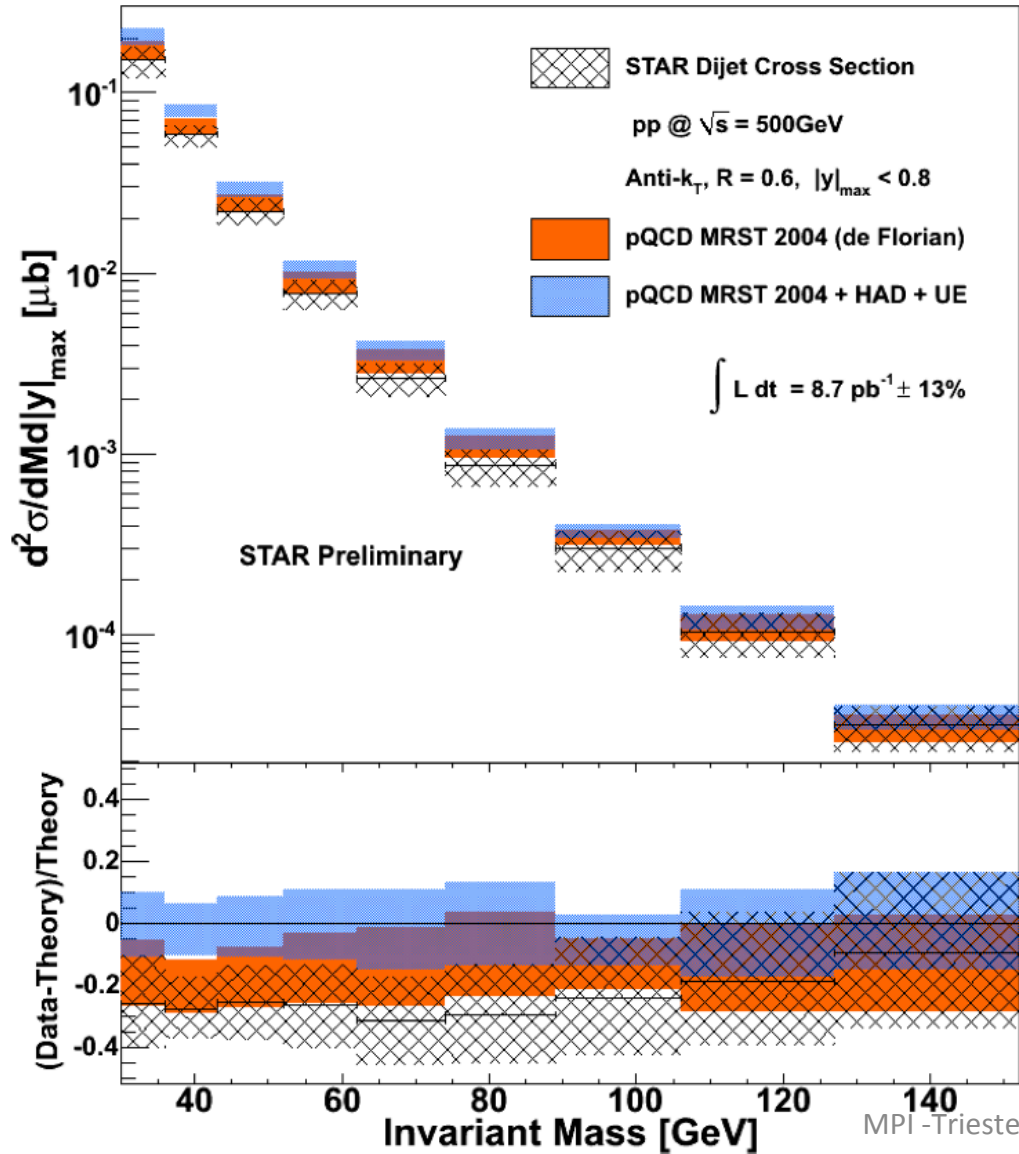 10⁻¹
10⁻²
10⁻³
10⁻⁴
d²σ/dMd|y|max [μb]
STAR Dijet Cross Section
pp @ √s = 500GeV
Anti-kT, R = 0.6, |y|max < 0.8
pQCD MRST 2004 (de Florian)
pQCD MRST 2004 + HAD + UE
∫ L dt = 8.7 pb⁻¹ ± 13%
STAR Preliminary
(Data-Theory)/Theory
0.4
0.2
0
-0.2
-0.4
40 60 80 100 120 140
Invariant Mass [GeV]
MPI -Trieste